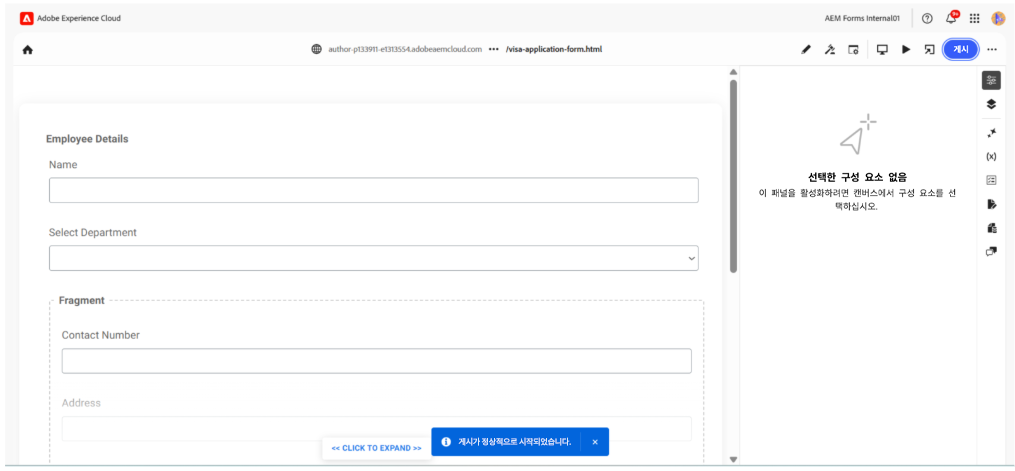 Adobe Experience Cloud
AEM Forms Internal01
author-p133911-e1313554.adobeaemcloud.com ••• /visa-application-form.html
게시
Employee Details
Name
Select Department
Fragment
Contact Number
Address
<< CLICK TO EXPAND >>
게시가 정상적으로 시작되었습니다.
선택한 구성 요소 없음
이 패널을 활성화하려면 캔버스에서 구성 요소를 선
택하십시오.
(x)